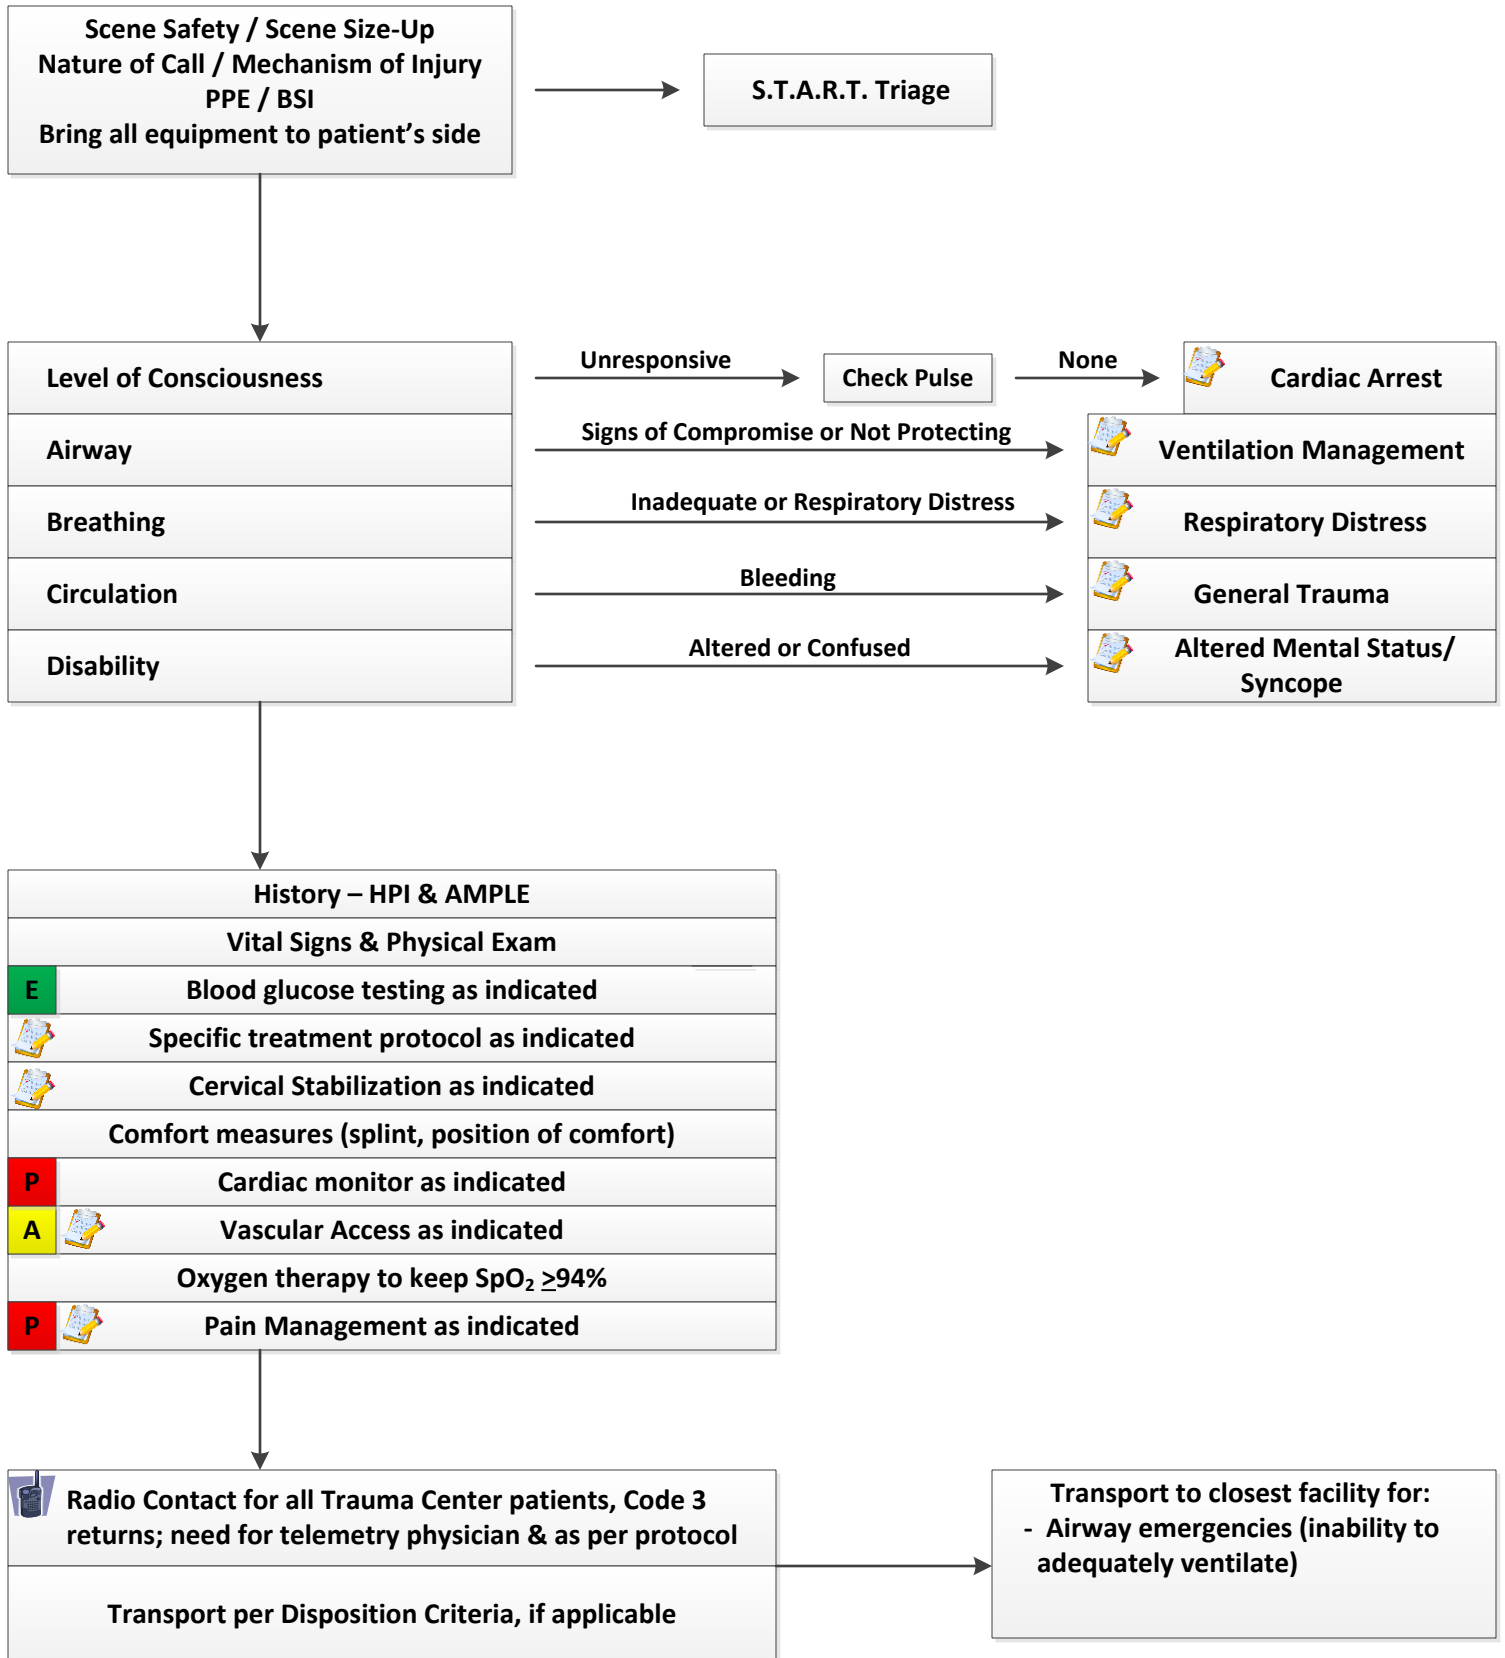 Scene Safety / Scene Size-Up
Nature of Call / Mechanism of Injury
PPE / BSI
Bring all equipment to patient’s side
S.T.A.R.T. Triage
Level of Consciousness
Unresponsive
Check Pulse
None
Cardiac Arrest
Airway
Signs of Compromise or Not Protecting
Ventilation Management
Breathing
Inadequate or Respiratory Distress
Respiratory Distress
Circulation
Bleeding
General Trauma
Disability
Altered or Confused
Altered Mental Status/
Syncope
History – HPI & AMPLE
Vital Signs & Physical Exam
E Blood glucose testing as indicated
Specific treatment protocol as indicated
Cervical Stabilization as indicated
Comfort measures (splint, position of comfort)
P Cardiac monitor as indicated
A Vascular Access as indicated
Oxygen therapy to keep SpO₂ ≥94%
P Pain Management as indicated
Radio Contact for all Trauma Center patients, Code 3
returns; need for telemetry physician & as per protocol
Transport per Disposition Criteria, if applicable
Transport to closest facility for:
- Airway emergencies (inability to
adequately ventilate)